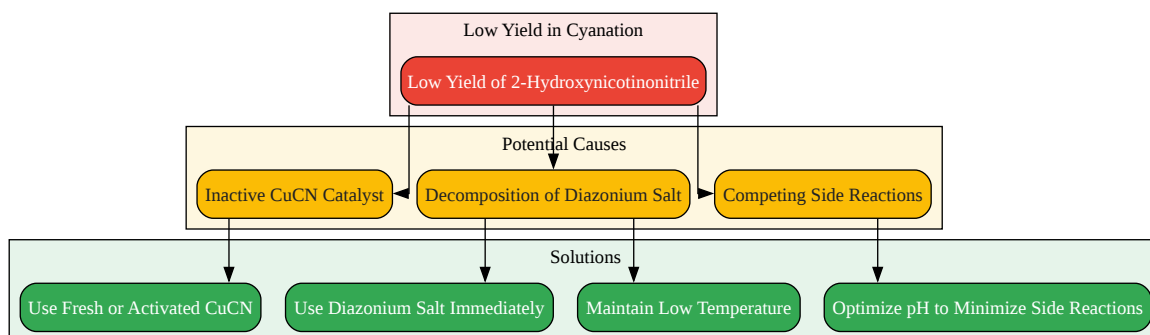 Low Yield in Cyanation
Low Yield of 2-Hydroxynicotinonitrile
Potential Causes
Inactive CuCN Catalyst
Decomposition of Diazonium Salt
Competing Side Reactions
Solutions
Use Fresh or Activated CuCN
Use Diazonium Salt Immediately
Maintain Low Temperature
Optimize pH to Minimize Side Reactions